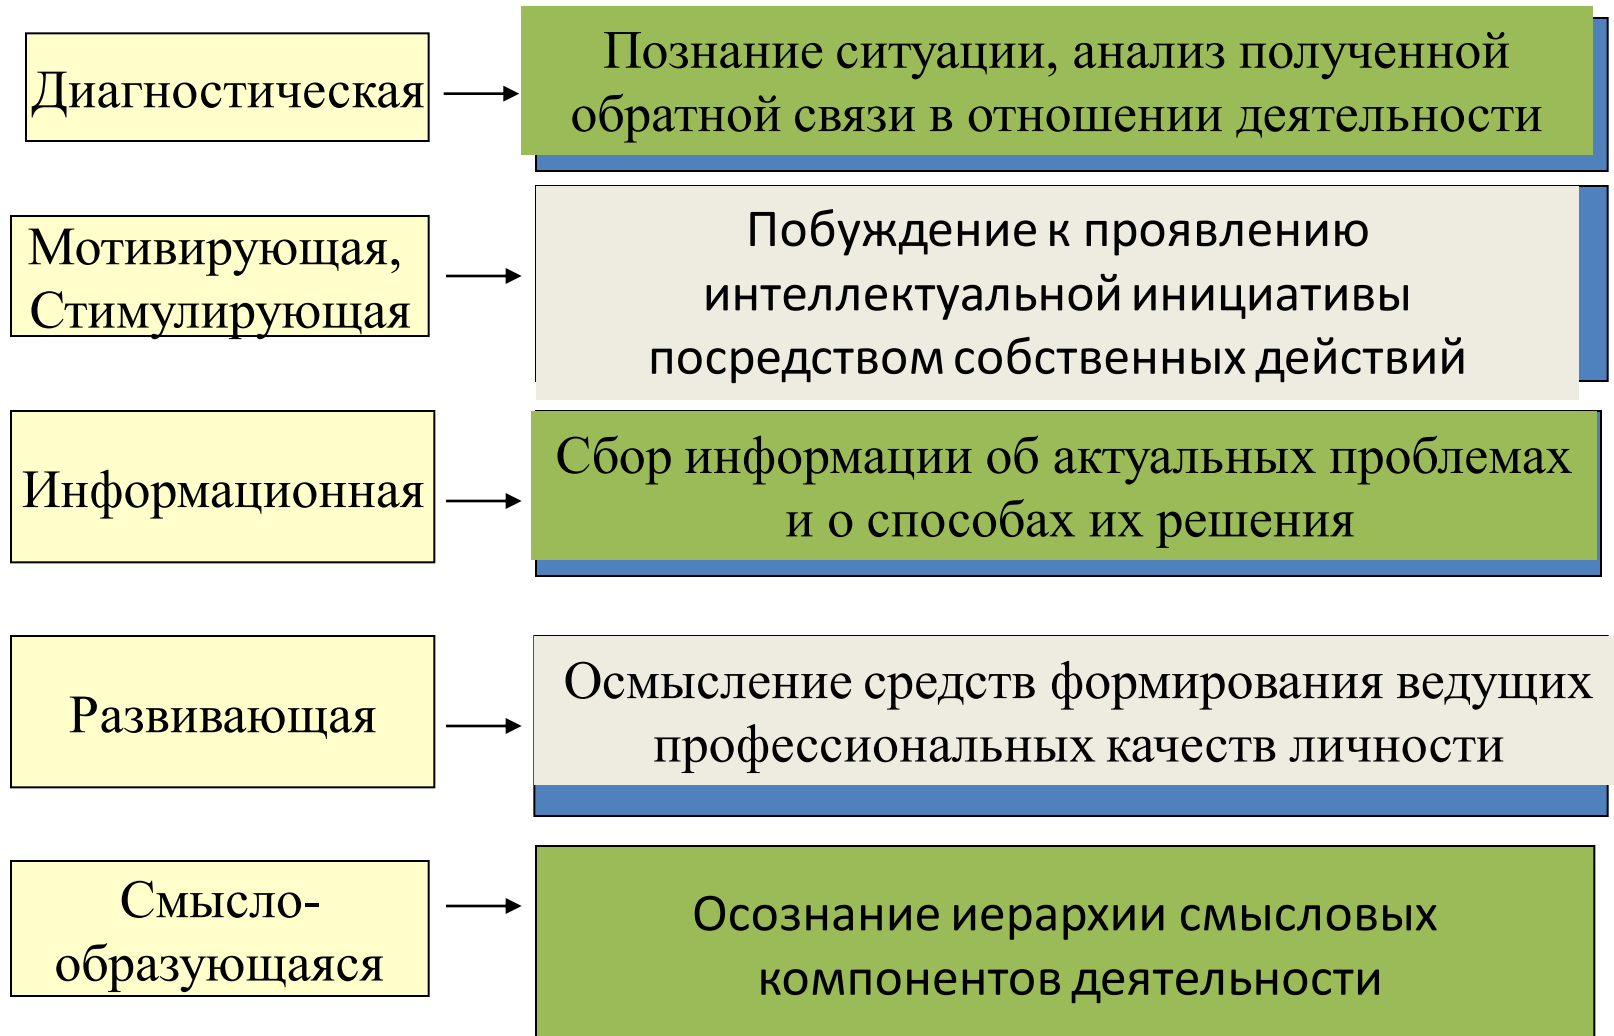 Диагностическая
Познание ситуации, анализ полученной
обратной связи в отношении деятельности
Мотивирующая,
Стимулирующая
Побуждение к проявлению
интеллектуальной инициативы
посредством собственных действий
Информационная
Сбор информации об актуальных проблемах
и о способах их решения
Развивающая
Осмысление средств формирования ведущих
профессиональных качеств личности
Смысло-
образующаяся
Осознание иерархии смысловых
компонентов деятельности